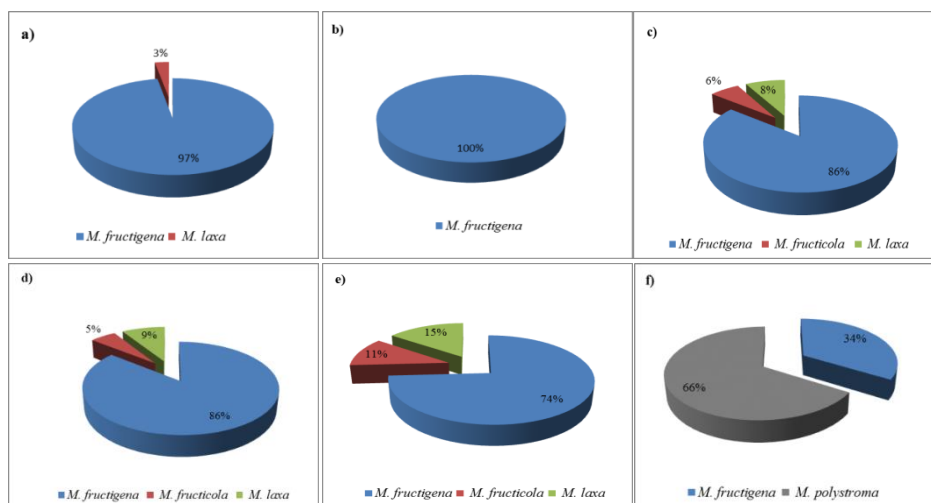 a)
3%
97%
M. fructigena M. laxa
b)
100%
M. fructigena
c)
6%
8%
86%
M. fructigena M. fructicola M. laxa
d)
5%
9%
86%
M. fructigena M. fructicola M. laxa
e)
15%
11%
74%
M. fructigena M. fructicola M. laxa
f)
34%
66%
M. fructigena M. polystroma